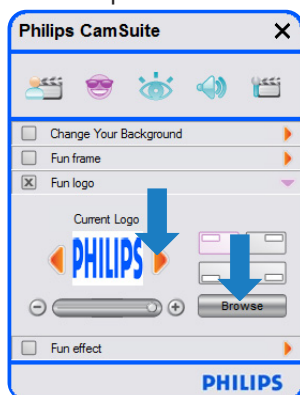 Philips CamSuite
Change Your Background
Fun frame
Fun logo
Current Logo
PHILIPS
Browse
Fun effect
PHILIPS